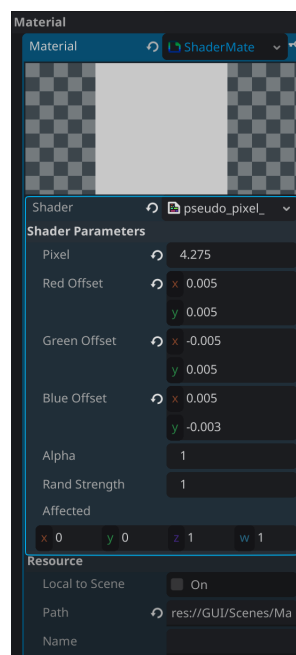 Material
Material ShaderMate
Shader pseudo_pixel_
Shader Parameters
Pixel 4.275
Red Offset x 0.005
y 0.005
Green Offset x -0.005
y 0.005
Blue Offset x 0.005
y -0.003
Alpha 1
Rand Strength 1
Affected
x 0 y 0 z 1 w 1
Resource
Local to Scene On
Path res://GUI/Scenes/Ma
Name